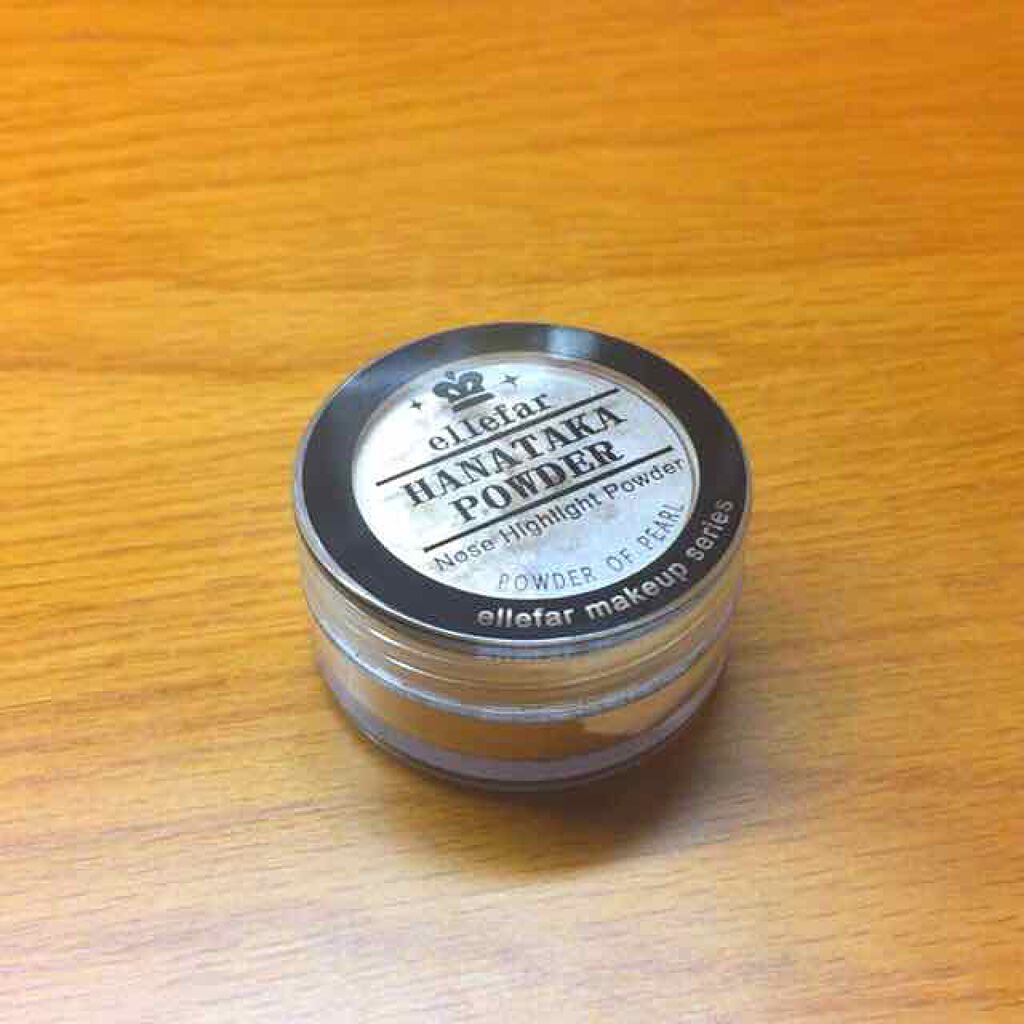 ellefar
HANATAKA
POWDER
Nose Highlight Powder
POWDER OF PEARL
ellefar makeup series